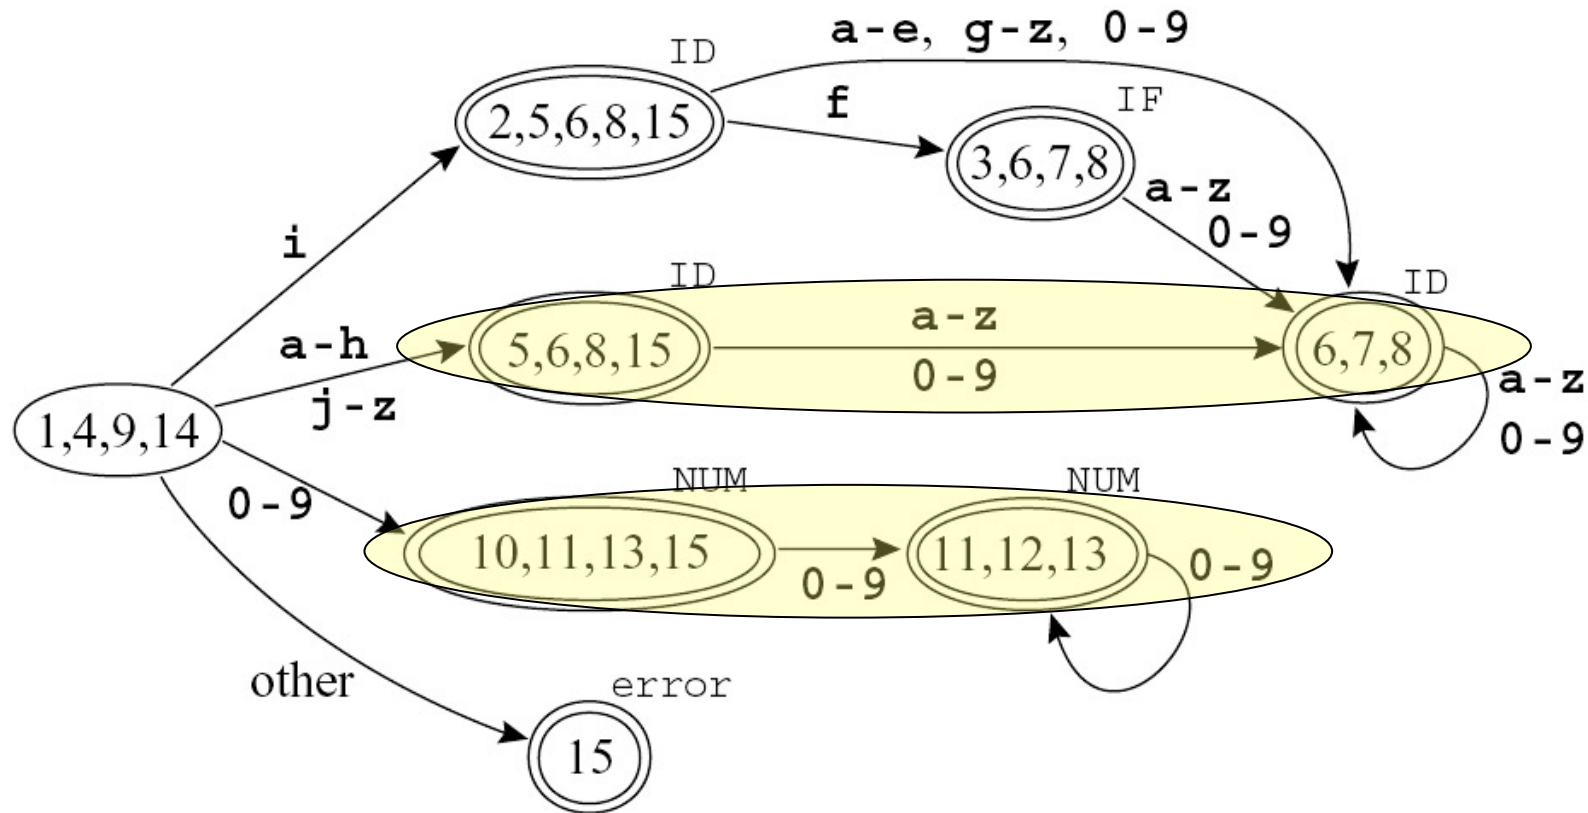 a-e, g-z, 0-9
ID
f
IF
2,5,6,8,15
3,6,7,8
a-z
0-9
i
ID
ID
a-z
a-h
5,6,8,15
6,7,8
0-9
a-z
j-z
1,4,9,14
0-9
NUM
NUM
0-9
10,11,13,15
11,12,13
0-9
0-9
other
error
15